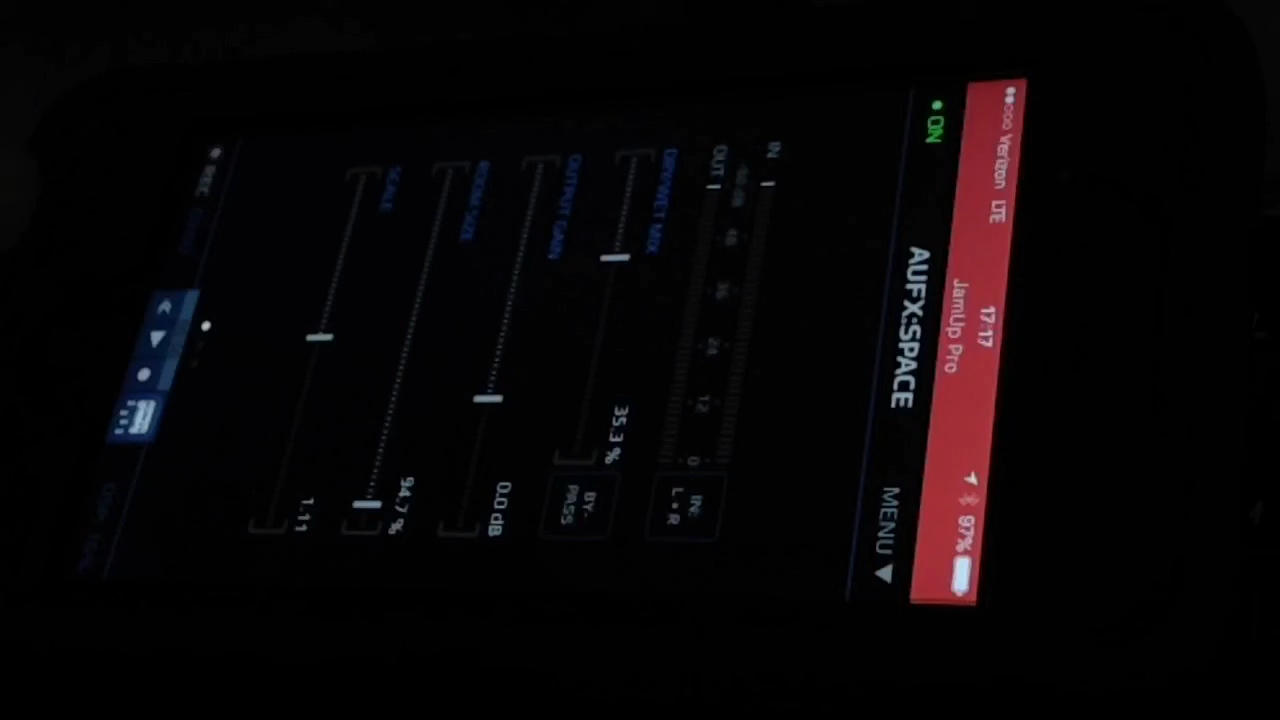 Verizon LTE 17:17 97%
JamUp Pro
ON AUFX:SPACE MENU ▼
IN
48 36 24 12 0
OUT
IN:
L + R
DRY/WET MIX 35.3 %
BY-
PASS
OUTPUT GAIN 0.0 dB
ROOM SIZE 94.7 %
SCALE 1.11
REC